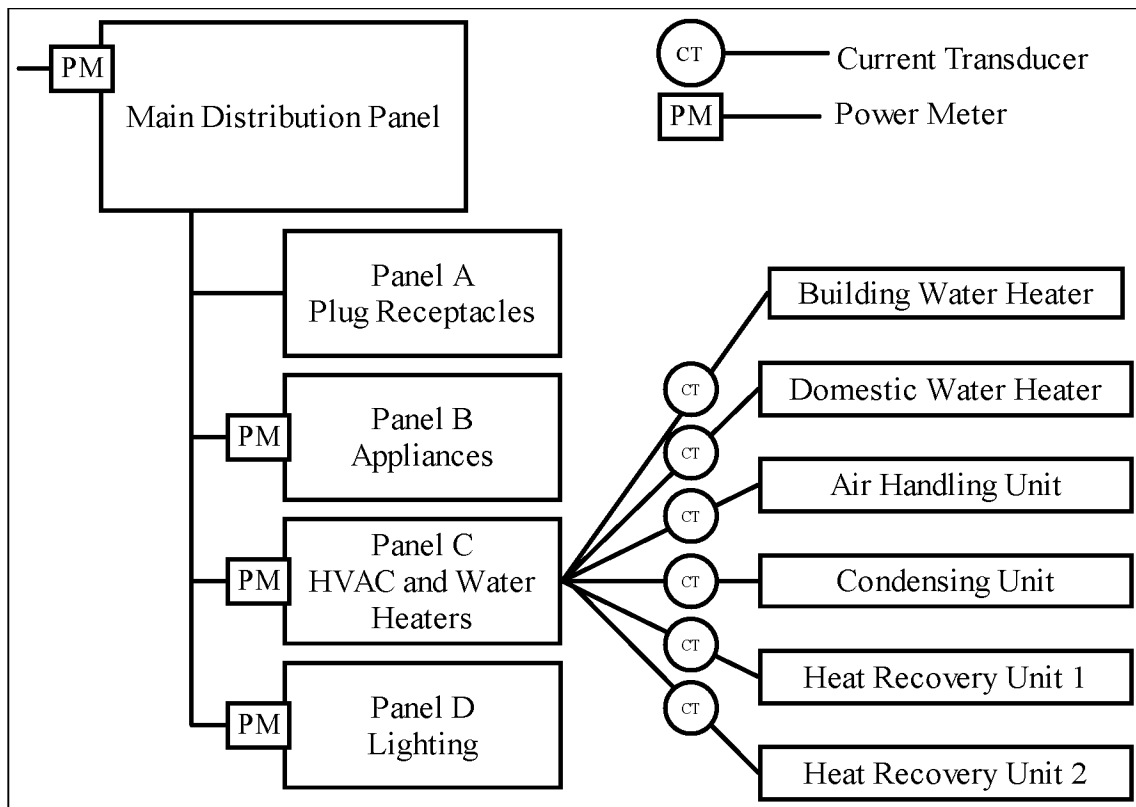 PM
Main Distribution Panel
CT
Current Transducer
PM
Power Meter
Panel A
Plug Receptacles
PM
Panel B
Appliances
PM
Panel C
HVAC and Water
Heaters
PM
Panel D
Lighting
CT
Building Water Heater
CT
Domestic Water Heater
CT
Air Handling Unit
CT
Condensing Unit
CT
Heat Recovery Unit 1
CT
Heat Recovery Unit 2